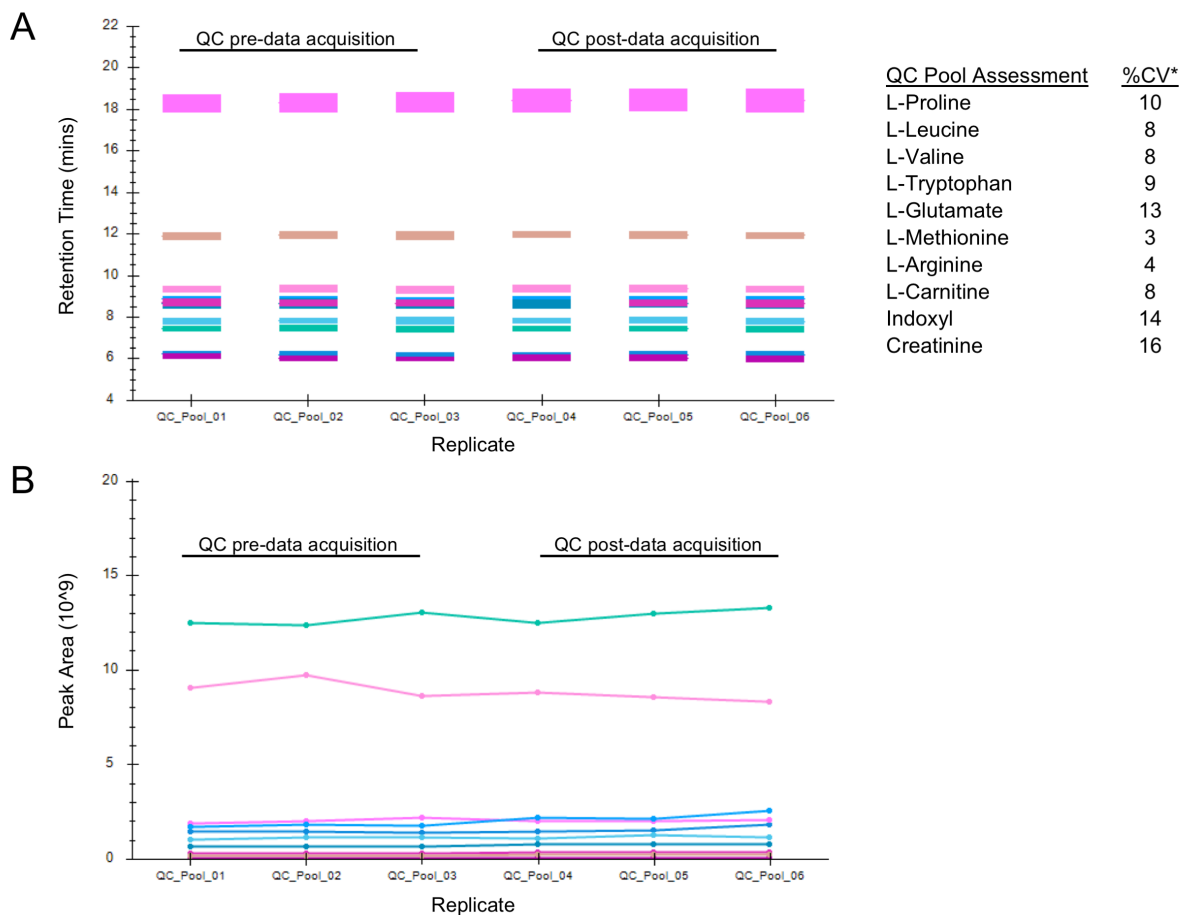 A
22
20
18
16
14
12
10
8
6
4
Retention Time (mins)
QC pre-data acquisition
QC post-data acquisition
QC_Pool_01 QC_Pool_02 QC_Pool_03 QC_Pool_04 QC_Pool_05 QC_Pool_06
Replicate
QC Pool Assessment %CV*
L-Proline 10
L-Leucine 8
L-Valine 8
L-Tryptophan 9
L-Glutamate 13
L-Methionine 3
L-Arginine 4
L-Carnitine 8
Indoxyl 14
Creatinine 16
B
20
15
10
5
0
Peak Area (10^9)
QC pre-data acquisition
QC post-data acquisition
QC_Pool_01 QC_Pool_02 QC_Pool_03 QC_Pool_04 QC_Pool_05 QC_Pool_06
Replicate